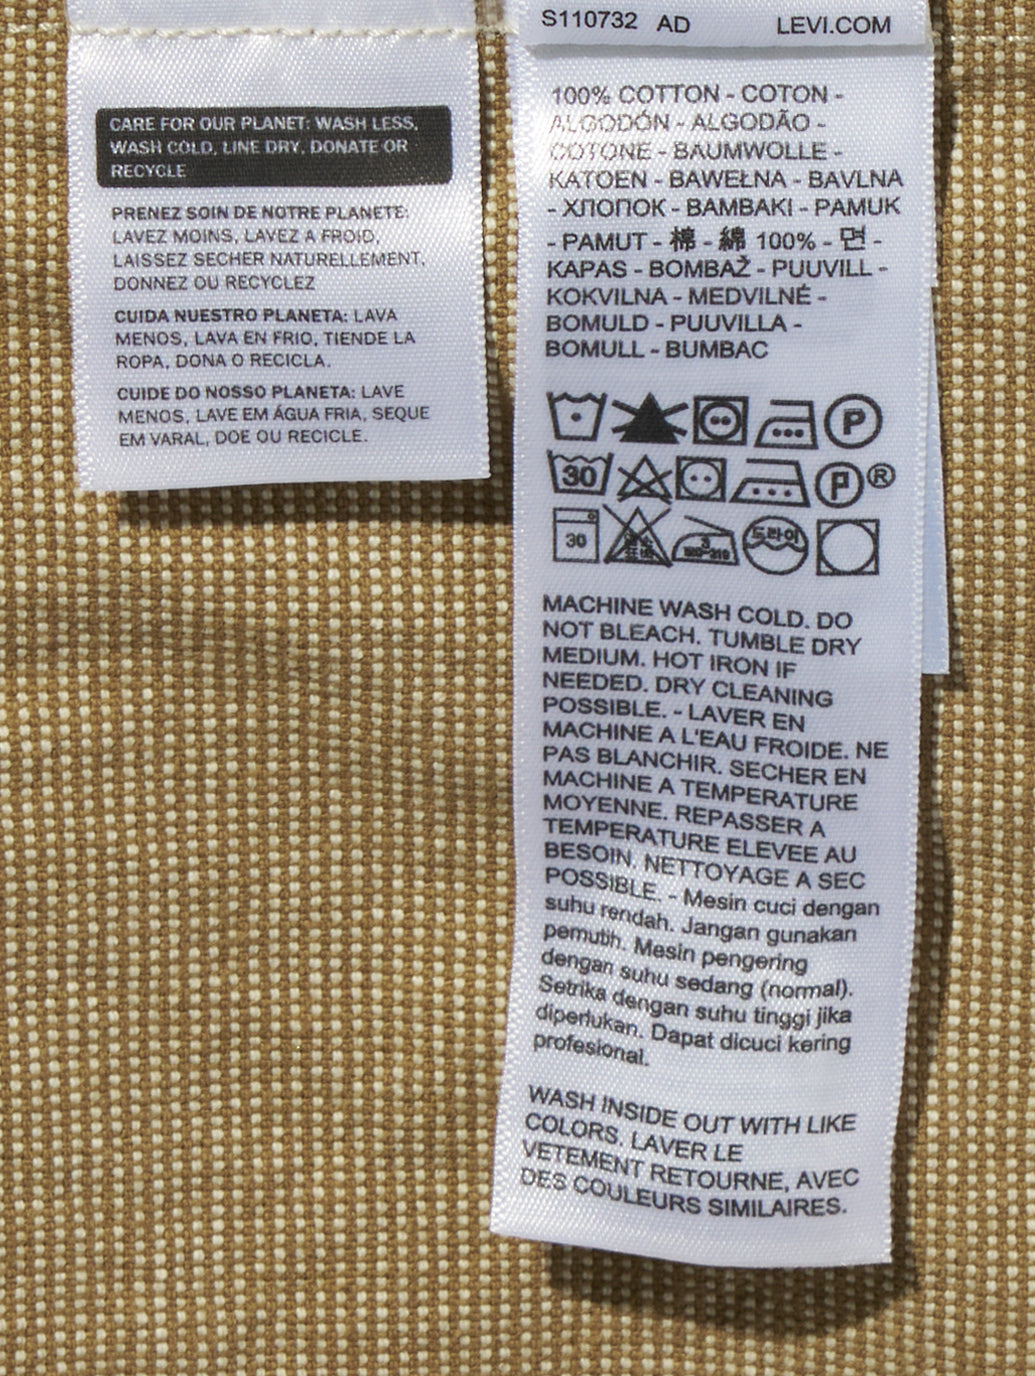 CARE FOR OUR PLANET: WASH LESS,
WASH COLD, LINE DRY, DONATE OR
RECYCLE
PRENEZ SOIN DE NOTRE PLANETE:
LAVEZ MOINS, LAVEZ A FROID,
LAISSEZ SECHER NATURELLEMENT,
DONNEZ OU RECYCLEZ
CUIDA NUESTRO PLANETA: LAVA
MENOS, LAVA EN FRIO, TIENDE LA
ROPA, DONA O RECICLA.
CUIDE DO NOSSO PLANETA: LAVE
MENOS, LAVE EM ÁGUA FRIA, SEQUE
EM VARAL, DOE OU RECICLE.
S110732 AD LEVI.COM
100% COTTON - COTON -
ALGODÓN - ALGODÃO -
COTONE - BAUMWOLLE -
KATOEN - BAWEŁNA - BAVLNA
- ХЛОПОК - BAMBAKI - PAMUK
- PAMUT - 棉 - 綿 100% - 면 -
KAPAS - BOMBAŽ - PUUVILL -
KOKVILNA - MEDVILNĖ -
BOMULD - PUUVILLA -
BOMULL - BUMBAC
P
30 P ®
30 3 드라이
MACHINE WASH COLD. DO
NOT BLEACH. TUMBLE DRY
MEDIUM. HOT IRON IF
NEEDED. DRY CLEANING
POSSIBLE. - LAVER EN
MACHINE A L'EAU FROIDE. NE
PAS BLANCHIR. SECHER EN
MACHINE A TEMPERATURE
MOYENNE. REPASSER A
TEMPERATURE ELEVEE AU
BESOIN. NETTOYAGE A SEC
POSSIBLE. - Mesin cuci dengan
suhu rendah. Jangan gunakan
pemutih. Mesin pengering
dengan suhu sedang (normal).
Setrika dengan suhu tinggi jika
diperlukan. Dapat dicuci kering
profesional.
WASH INSIDE OUT WITH LIKE
COLORS. LAVER LE
VETEMENT RETOURNE, AVEC
DES COULEURS SIMILAIRES.